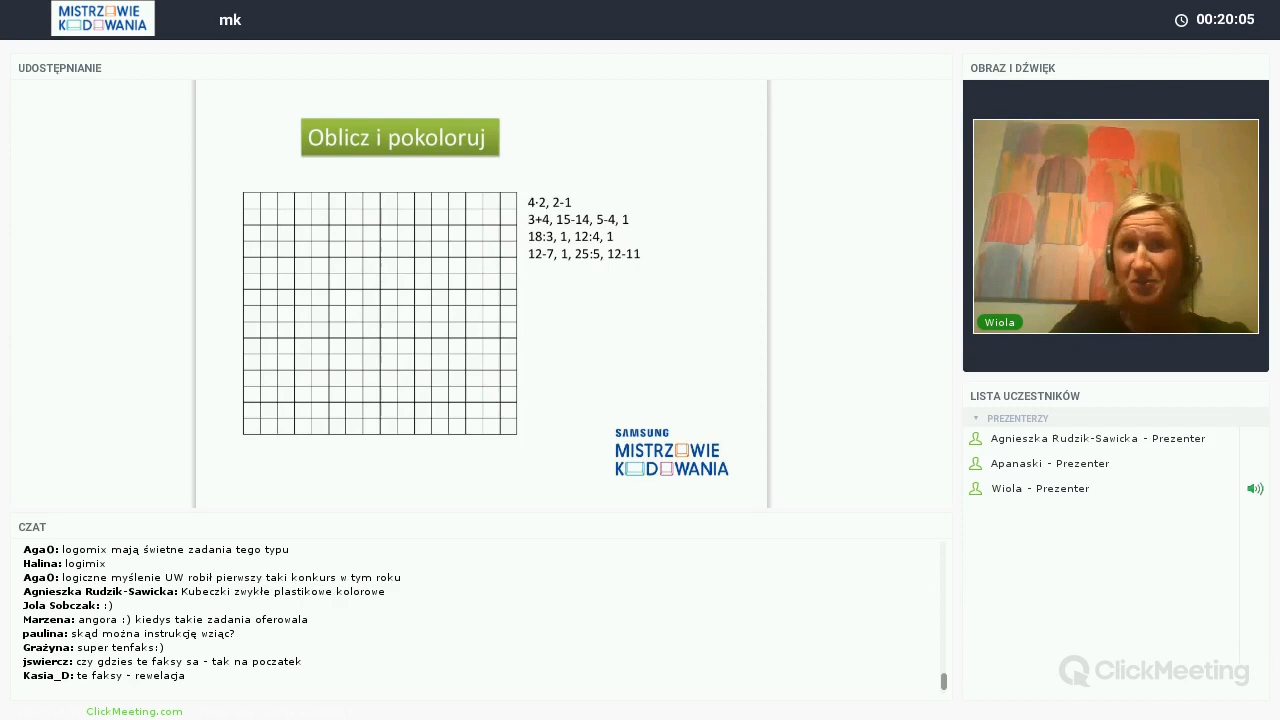 MISTRZOWIE
KODOWANIA
mk
00:20:05
UDOSTĘPNIANIE
OBRAZ I DŹWIĘK
Oblicz i pokoloruj
4·2, 2-1
3+4, 15-14, 5-4, 1
18:3, 1, 12:4, 1
12-7, 1, 25:5, 12-11
SAMSUNG
MISTRZOWIE
KODOWANIA
Wiola
LISTA UCZESTNIKÓW
PREZENTERZY
Agnieszka Rudzik-Sawicka - Prezenter
Apanaski - Prezenter
Wiola - Prezenter
CZAT
AgaO: logomix mają świetne zadania tego typu
Halina: logimix
AgaO: logiczne myślenie UW robił pierwszy taki konkurs w tym roku
Agnieszka Rudzik-Sawicka: Kubeczki zwykłe plastikowe kolorowe
Jola Sobczak: :)
Marzena: angora :) kiedys takie zadania oferowala
paulina: skąd można instrukcję wziąc?
Grażyna: super tenfaks:)
jswiercz: czy gdzies te faksy sa - tak na poczatek
Kasia_D: te faksy - rewelacja
ClickMeeting
ClickMeeting.com